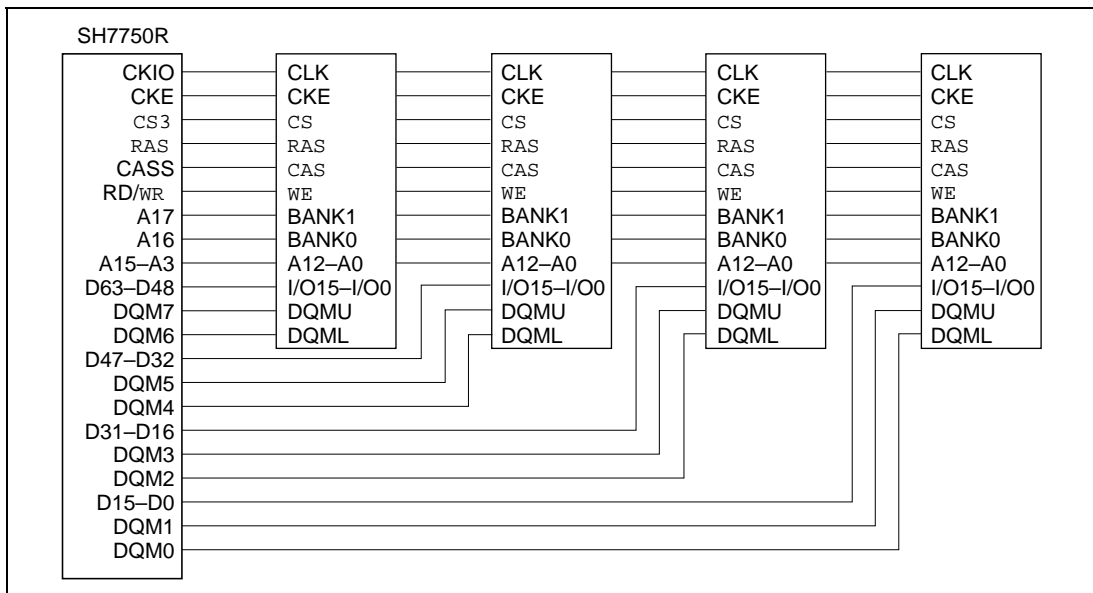 SH7750R
CKIO
CKE
CS3
RAS
CASS
RD/WR
A17
A16
A15–A3
D63–D48
DQM7
DQM6
D47–D32
DQM5
DQM4
D31–D16
DQM3
DQM2
D15–D0
DQM1
DQM0
CLK
CKE
CS
RAS
CAS
WE
BANK1
BANK0
A12–A0
I/O15–I/O0
DQMU
DQML
CLK
CKE
CS
RAS
CAS
WE
BANK1
BANK0
A12–A0
I/O15–I/O0
DQMU
DQML
CLK
CKE
CS
RAS
CAS
WE
BANK1
BANK0
A12–A0
I/O15–I/O0
DQMU
DQML
CLK
CKE
CS
RAS
CAS
WE
BANK1
BANK0
A12–A0
I/O15–I/O0
DQMU
DQML